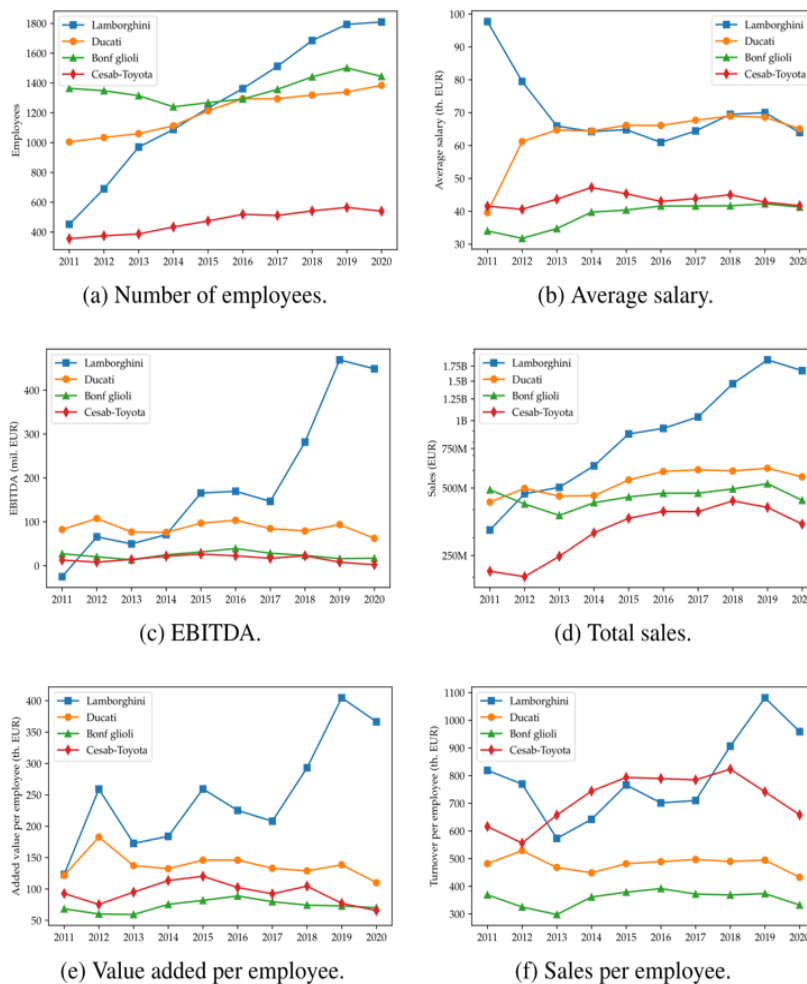 Lamborghini
Ducati
Bonf glioli
Cesab-Toyota
Employees
1800
1600
1400
1200
1000
800
600
400
2011 2012 2013 2014 2015 2016 2017 2018 2019 2020
(a) Number of employees.
Lamborghini
Ducati
Bonf glioli
Cesab-Toyota
Average salary (th. EUR)
100
90
80
70
60
50
40
30
2011 2012 2013 2014 2015 2016 2017 2018 2019 2020
(b) Average salary.
Lamborghini
Ducati
Bonf glioli
Cesab-Toyota
EBITDA (mil. EUR)
400
300
200
100
0
2011 2012 2013 2014 2015 2016 2017 2018 2019 2020
(c) EBITDA.
Lamborghini
Ducati
Bonf glioli
Cesab-Toyota
Sales (EUR)
1.75B
1.5B
1.25B
1B
750M
500M
250M
2011 2012 2013 2014 2015 2016 2017 2018 2019 2020
(d) Total sales.
Lamborghini
Ducati
Bonf glioli
Cesab-Toyota
Added value per employee (th. EUR)
400
350
300
250
200
150
100
50
2011 2012 2013 2014 2015 2016 2017 2018 2019 2020
(e) Value added per employee.
Lamborghini
Ducati
Bonf glioli
Cesab-Toyota
Turnover per employee (th. EUR)
1100
1000
900
800
700
600
500
400
300
2011 2012 2013 2014 2015 2016 2017 2018 2019 2020
(f) Sales per employee.